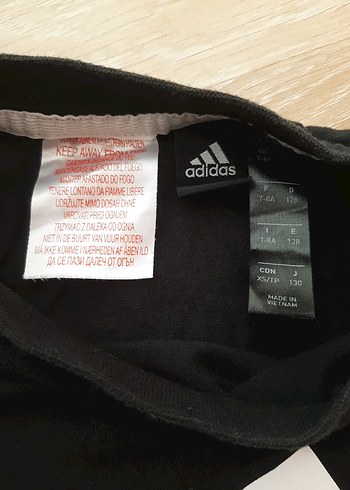 KEEP AWAY FROM FIRE
MANTENER ALEJADO DEL FUEGO
MANTER AFASTADO DO FOGO
TENERE LONTANO DA FIAMME LIBERE
UDRŽUJTE MIMO DOSAH OHNĚ
VAROVAŤ PRED OGNJEM
TRZYMAĆ Z DALEKA OD OGNIA
NIET IN DE BUURT VAN VUUR HOUDEN
MÅ IKKE KOMME I NÆRHEDEN AF ÅBEN ILD
ДА СЕ ПАЗИ ДАЛЕЧ ОТ ОГЪН
adidas
F D
7-8A 128
I E
7-8A 128
CDN J
XS/TP 130
MADE IN
VIETNAM